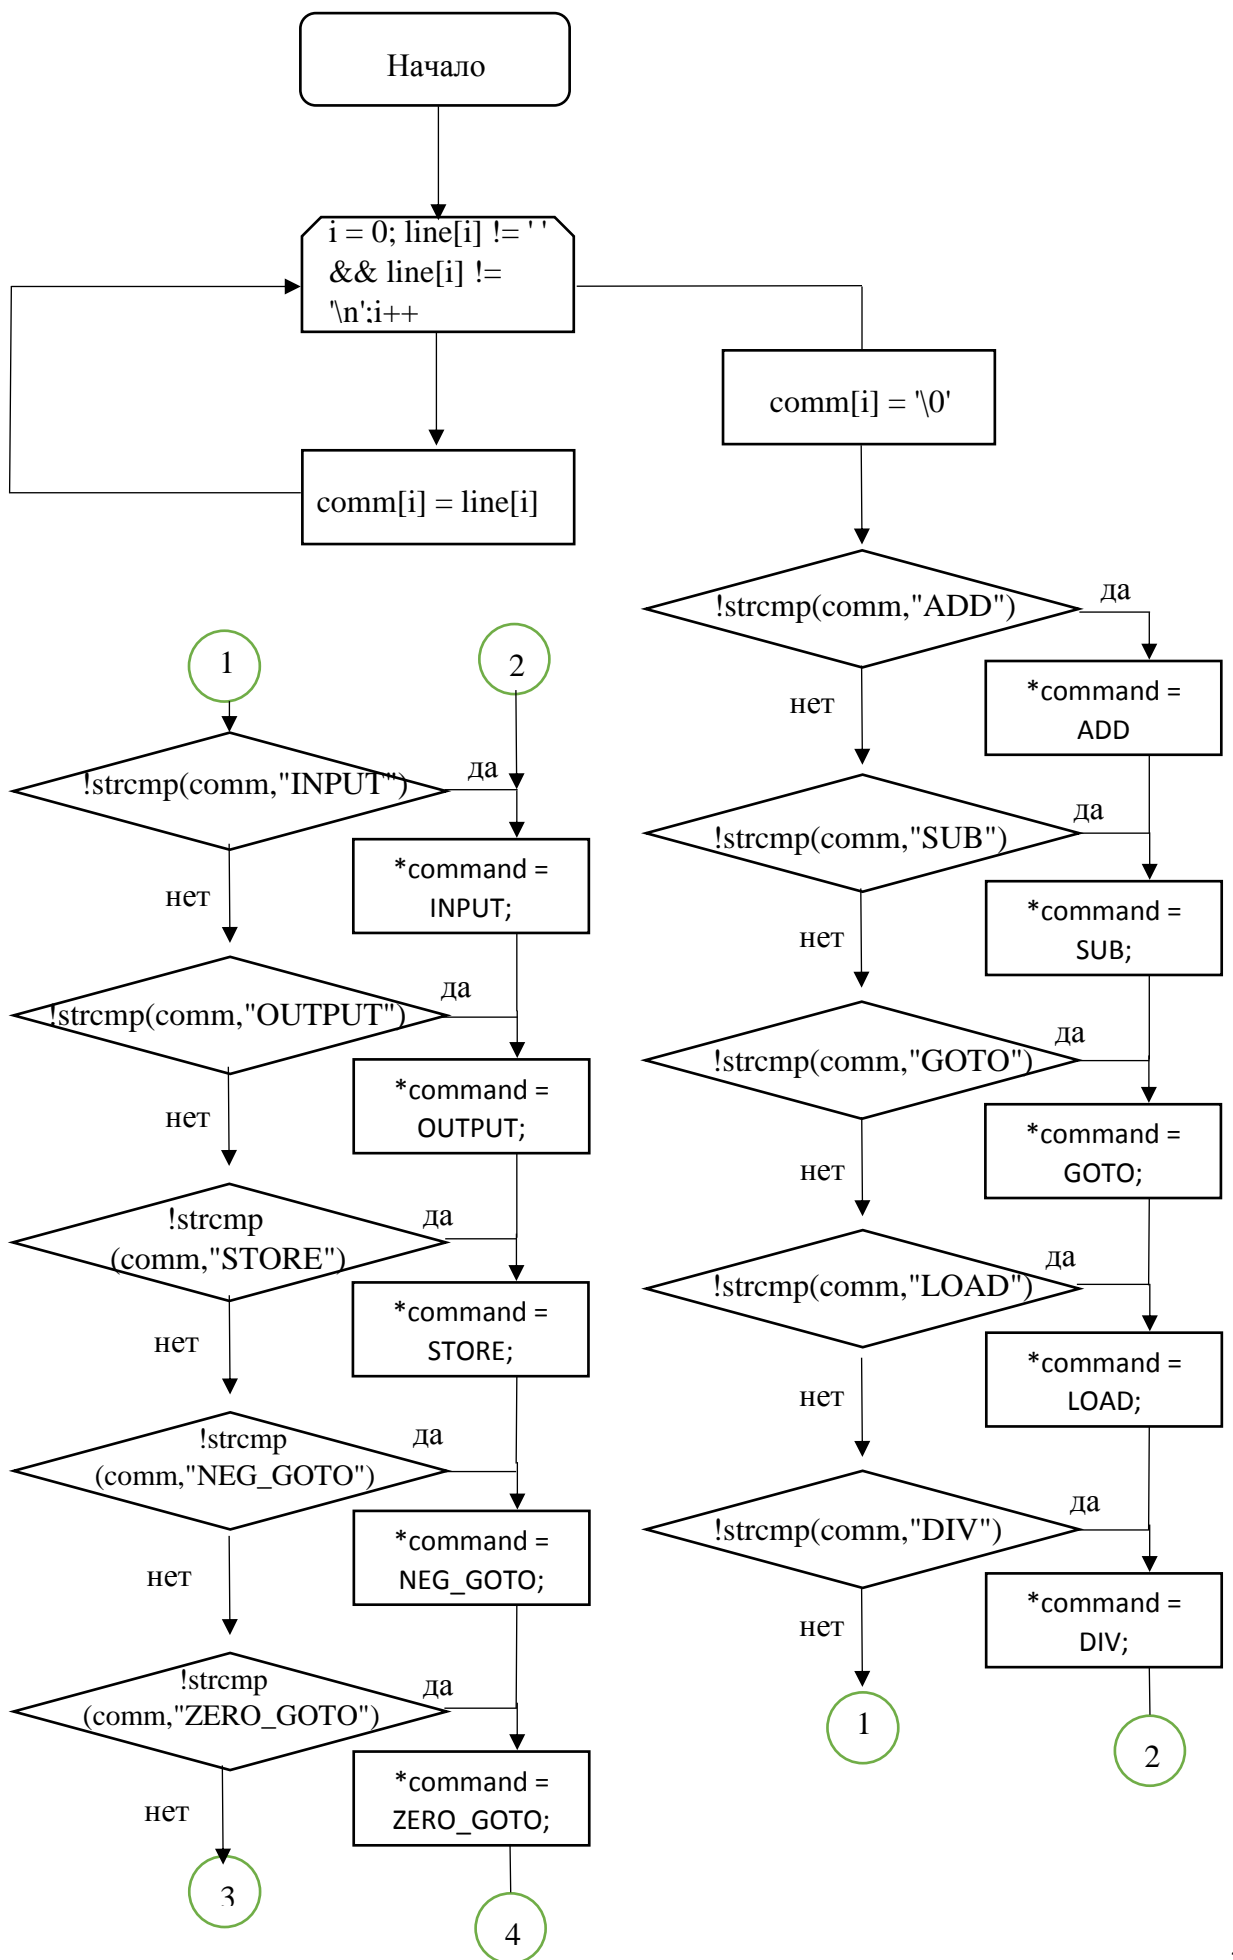 Начало
i = 0; line[i] != ' '
&& line[i] !=
'\n';i++
comm[i] = line[i]
comm[i] = '\0'
!strcmp(comm,"ADD")
да
*command =
ADD
нет
!strcmp(comm,"SUB")
да
*command =
SUB;
нет
!strcmp(comm,"GOTO")
да
*command =
GOTO;
нет
!strcmp(comm,"LOAD")
да
*command =
LOAD;
нет
!strcmp(comm,"DIV")
да
*command =
DIV;
нет
1
2
1
2
!strcmp(comm,"INPUT")
да
*command =
INPUT;
нет
!strcmp(comm,"OUTPUT")
да
*command =
OUTPUT;
нет
!strcmp
(comm,"STORE")
да
*command =
STORE;
нет
!strcmp
(comm,"NEG_GOTO")
да
*command =
NEG_GOTO;
нет
!strcmp
(comm,"ZERO_GOTO")
да
*command =
ZERO_GOTO;
нет
3
4